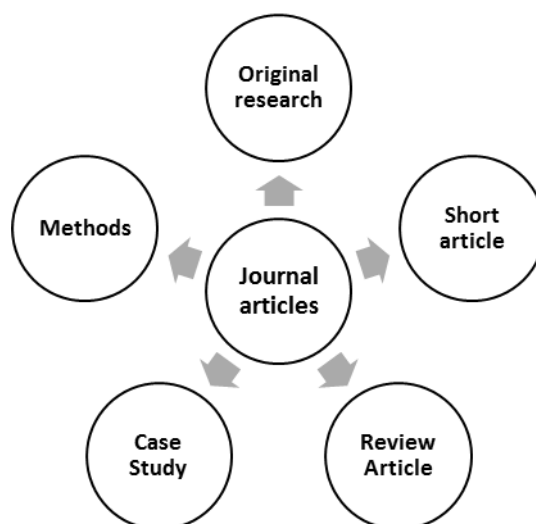 Original
research
Methods
Short
article
Journal
articles
Case
Study
Review
Article